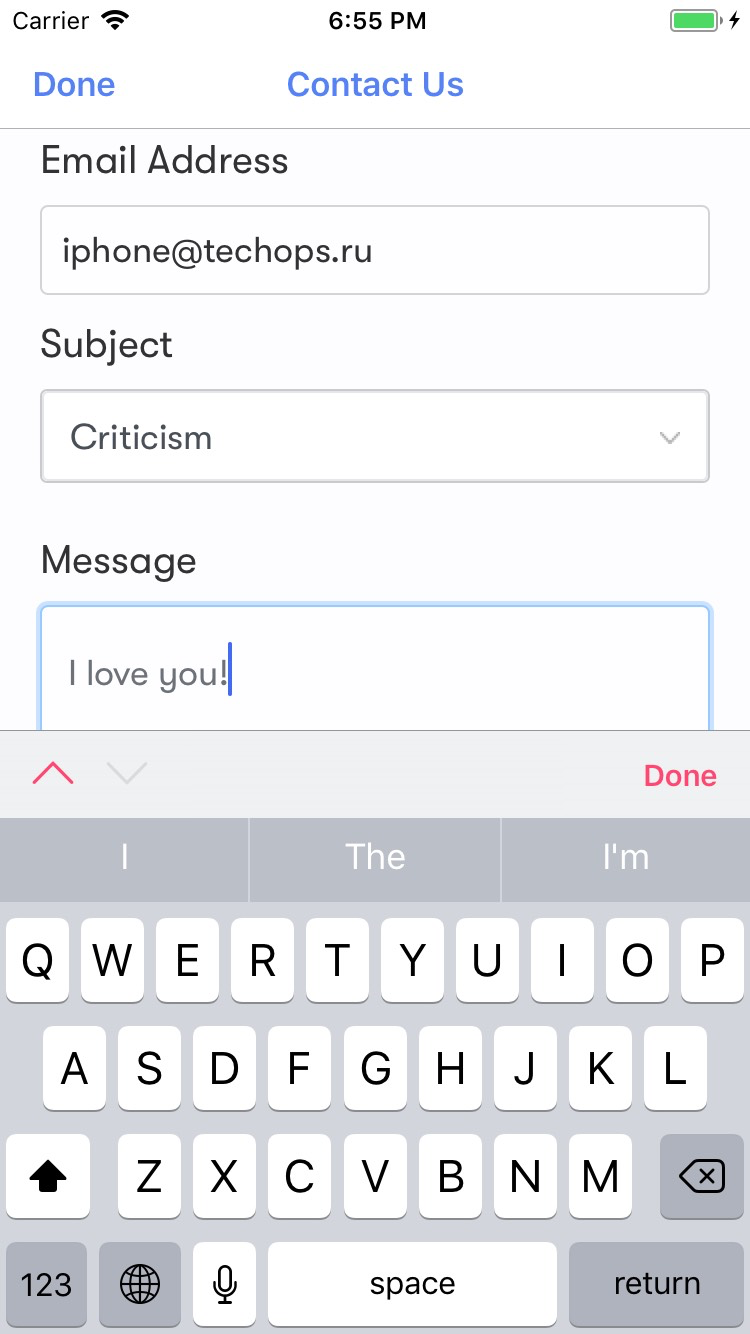 Carrier 6:55 PM
Done Contact Us
Email Address
iphone@techops.ru
Subject
Criticism
Message
I love you!
Done
I The I'm
Q W E R T Y U I O P
A S D F G H J K L
Z X C V B N M
123 space return